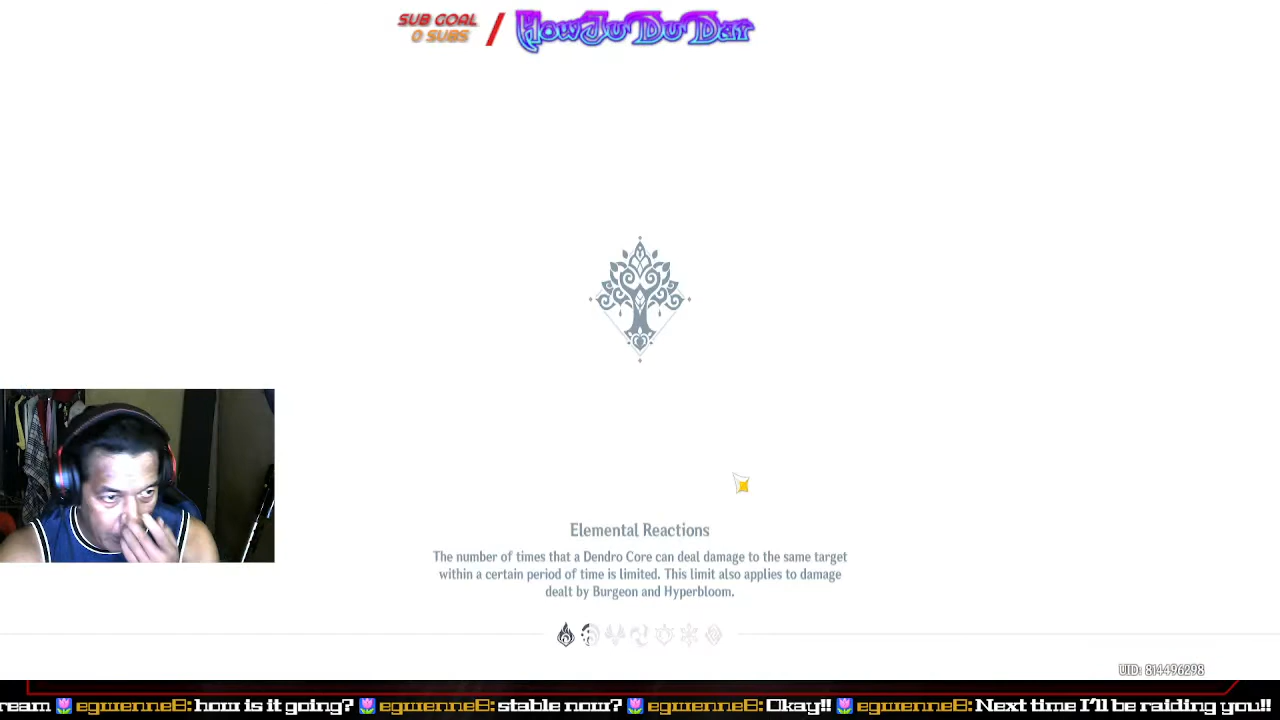 SUB GOAL
0 SUBS
/
HowJuDuDat
Elemental Reactions
The number of times that a Dendro Core can deal damage to the same target
within a certain period of time is limited. This limit also applies to damage
dealt by Burgeon and Hyperbloom.
UID: 814496298
ream 🌷 egwenne8: how is it going? 🌷 egwenne8: stable now? 🌷 egwenne8: Okay!! 🌷 egwenne8: Next time I'll be raiding you!!